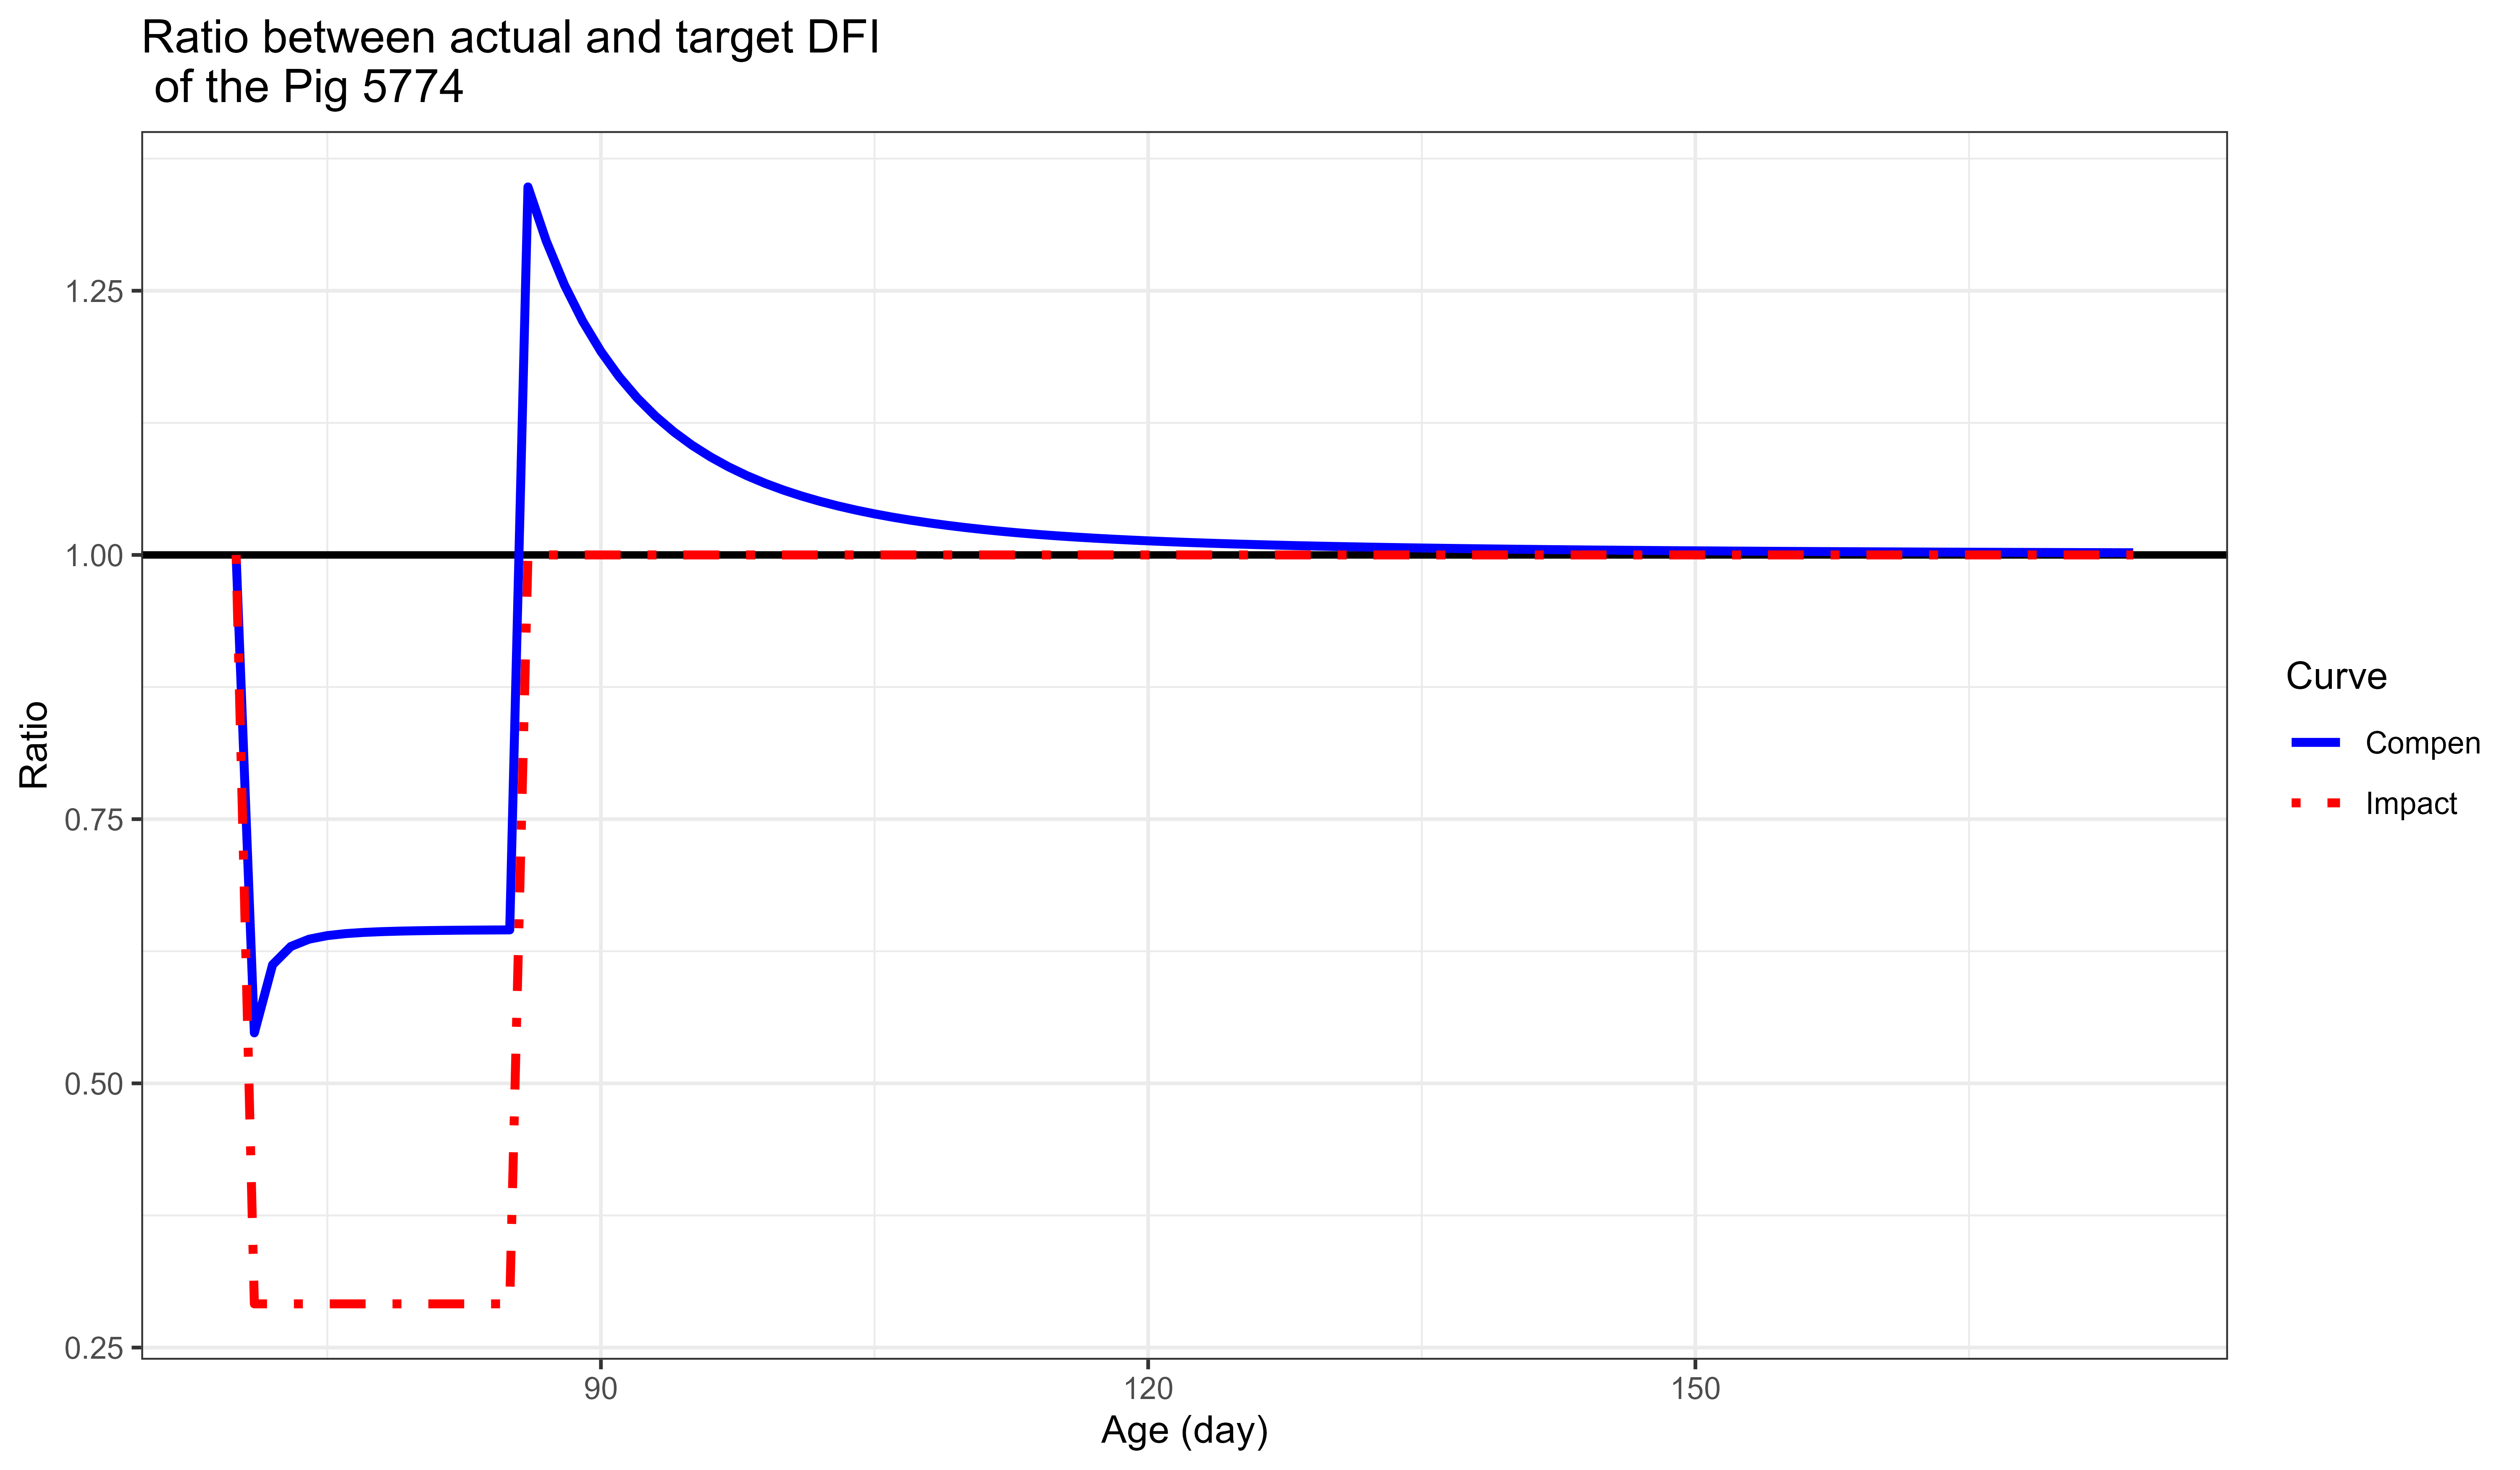 Ratio between actual and target DFI
of the Pig 5774
1.25
1.00
0.75
0.50
0.25
Ratio
90
120
150
Age (day)
Curve
Compen
Impact